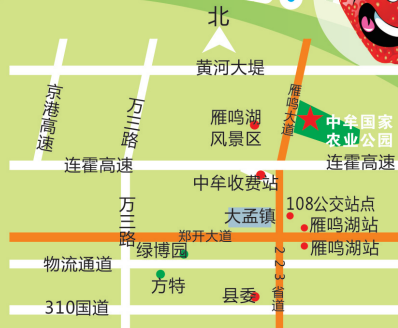 北
黄河大堤
京港高速
万三路
雁鸣大道
雁鸣湖
风景区
中牟国家
农业公园
连霍高速
连霍高速
中牟收费站
万三路
大孟镇
108公交站点
雁鸣湖站
郑开大道
绿博园
雁鸣湖站
物流通道
223省道
方特
县委
310国道